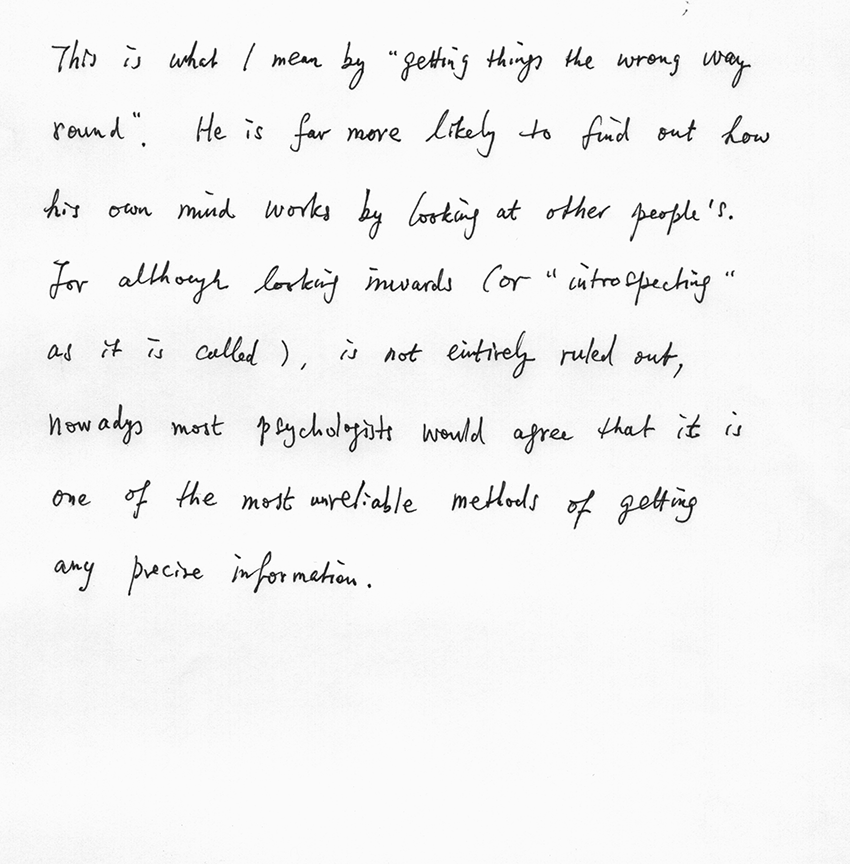 This is what I mean by "getting things the wrong way
round". He is far more likely to find out how
his own mind works by looking at other people's.
For although looking inwards (or "introspecting"
as it is called), is not entirely ruled out,
nowadys most psychologists would agree that it is
one of the most unreliable methods of getting
any precise information.